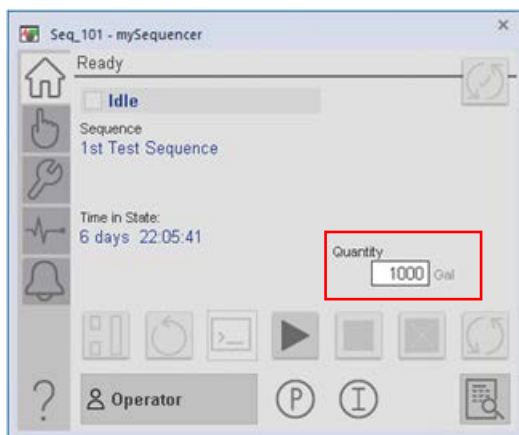 Seq_101 - mySequencer
Ready
Idle
Sequence
1st Test Sequence
Time in State:
6 days 22:05:41
Quantity
1000 Gal
>_
?
Operator
P
I